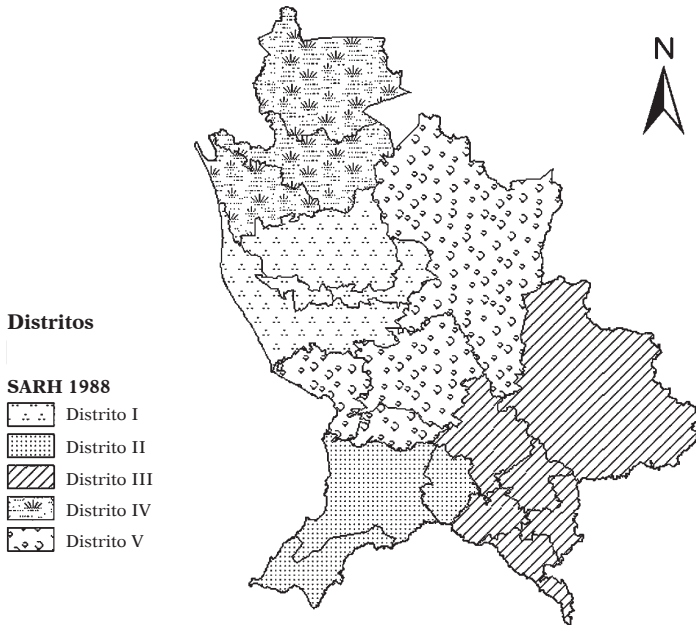 N
Distritos
SARH 1988
Distrito I
Distrito II
Distrito III
Distrito IV
Distrito V